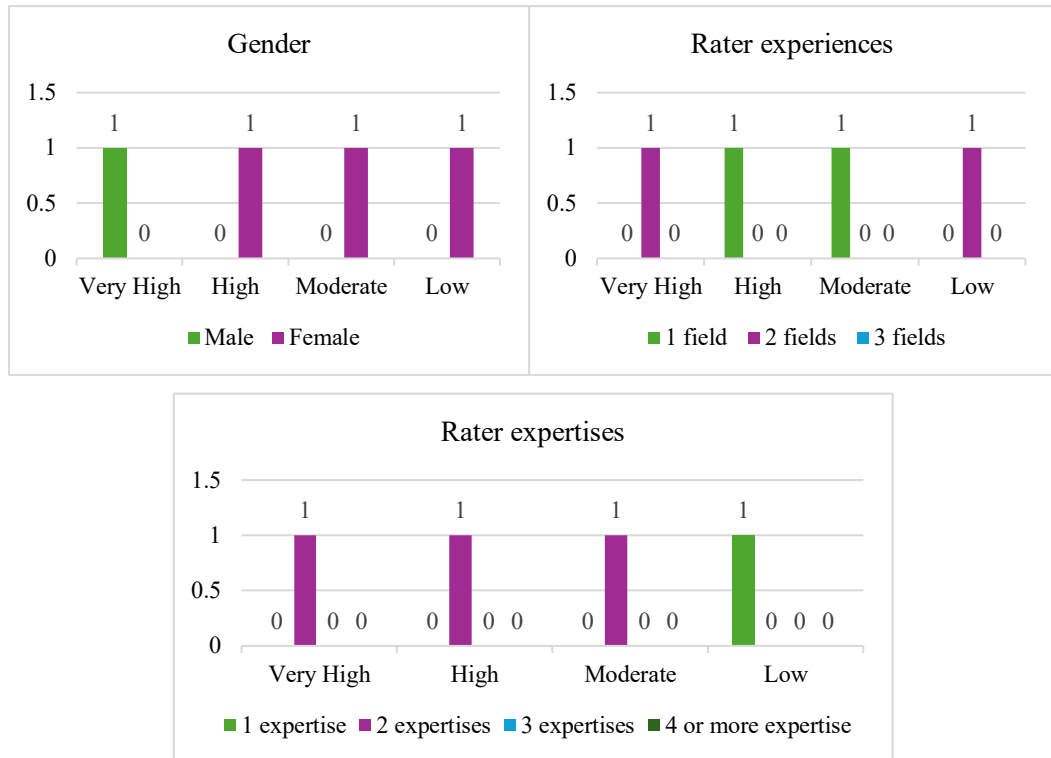 Gender
1.5
1 1 1 1
1
0.5
0 0 0 0
0
Very High High Moderate Low
Male Female
Rater experiences
1.5
1 1 1 1
1
0.5
0 0 0 0 0 0 0 0
0
Very High High Moderate Low
1 field 2 fields 3 fields
Rater expertises
1.5
1 1 1 1
1
0.5
0 0 0 0 0 0 0 0 0 0 0 0
0
Very High High Moderate Low
1 expertise 2 expertises 3 expertises 4 or more expertise